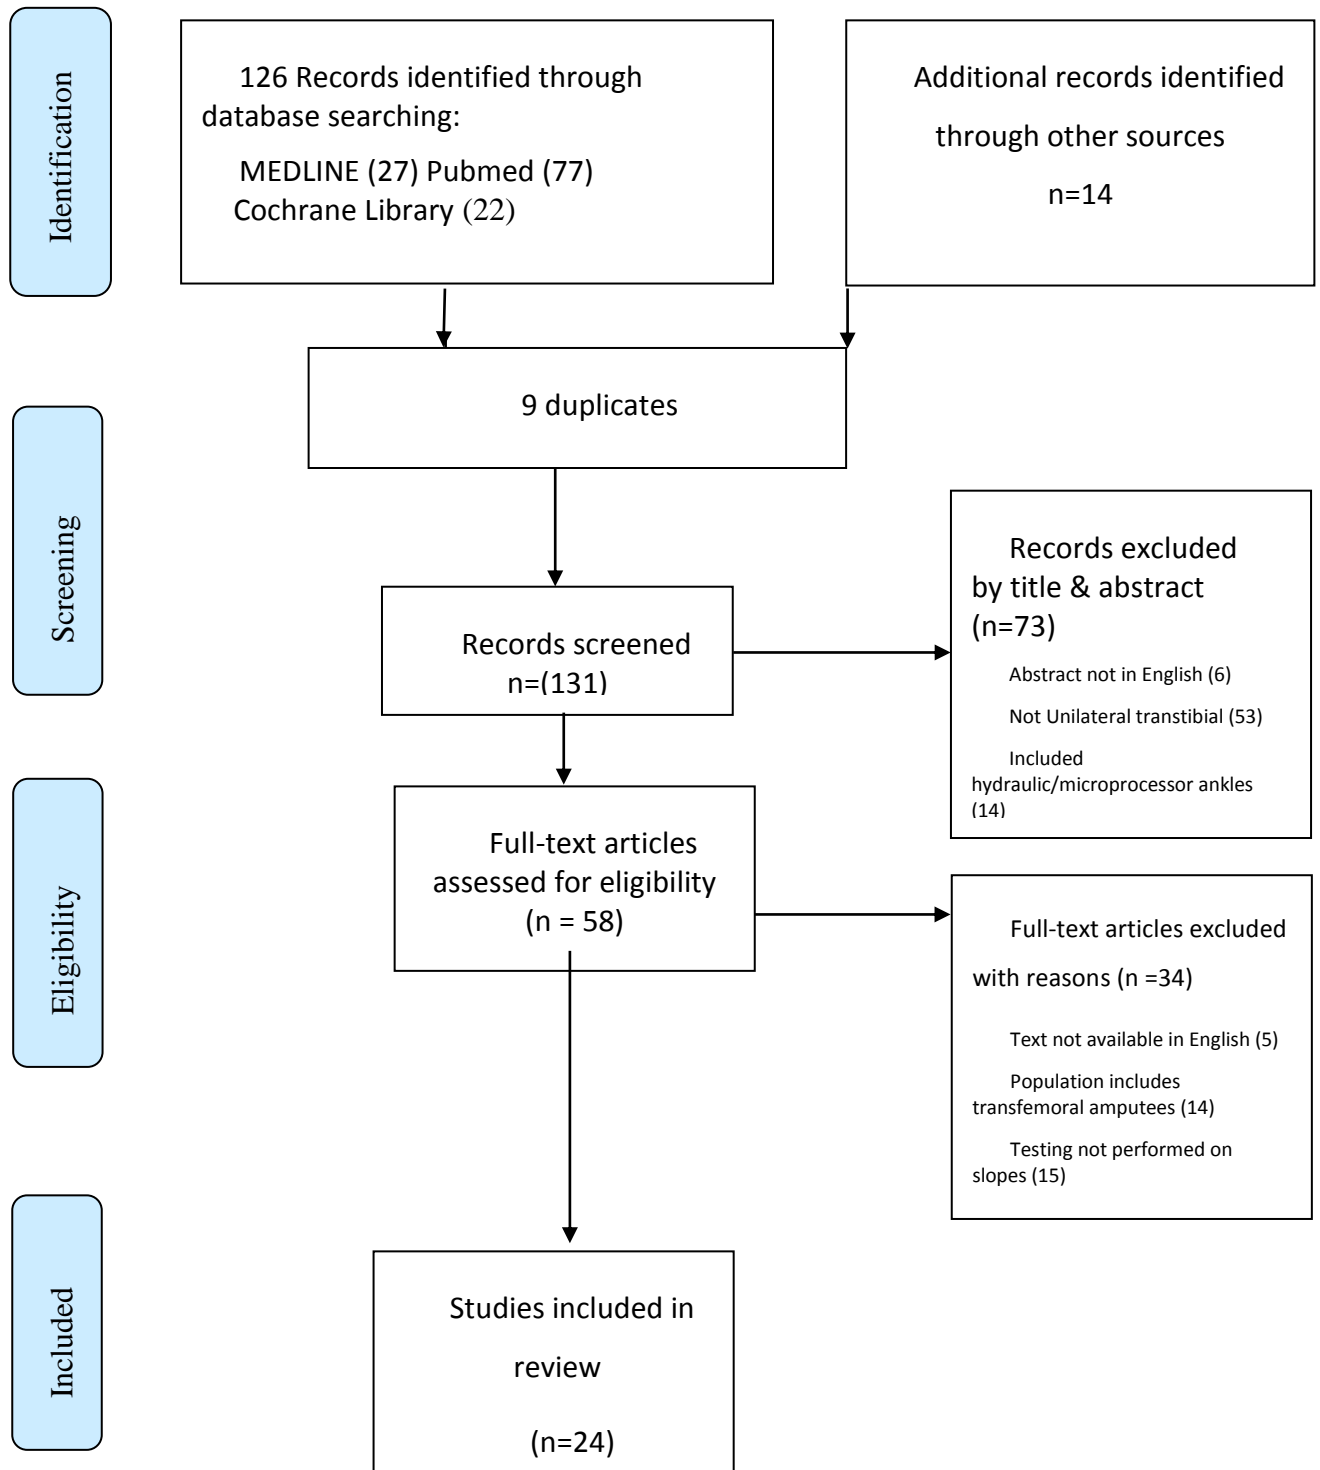 Identification
126 Records identified through
database searching:
MEDLINE (27) Pubmed (77)
Cochrane Library (22)
Additional records identified
through other sources
n=14
9 duplicates
Screening
Records screened
n=(131)
Records excluded
by title & abstract
(n=73)
Abstract not in English (6)
Not Unilateral transtibial (53)
Included
hydraulic/microprocessor ankles
(14)
Eligibility
Full-text articles
assessed for eligibility
(n = 58)
Full-text articles excluded
with reasons (n =34)
Text not available in English (5)
Population includes
transfemoral amputees (14)
Testing not performed on
slopes (15)
Included
Studies included in
review
(n=24)